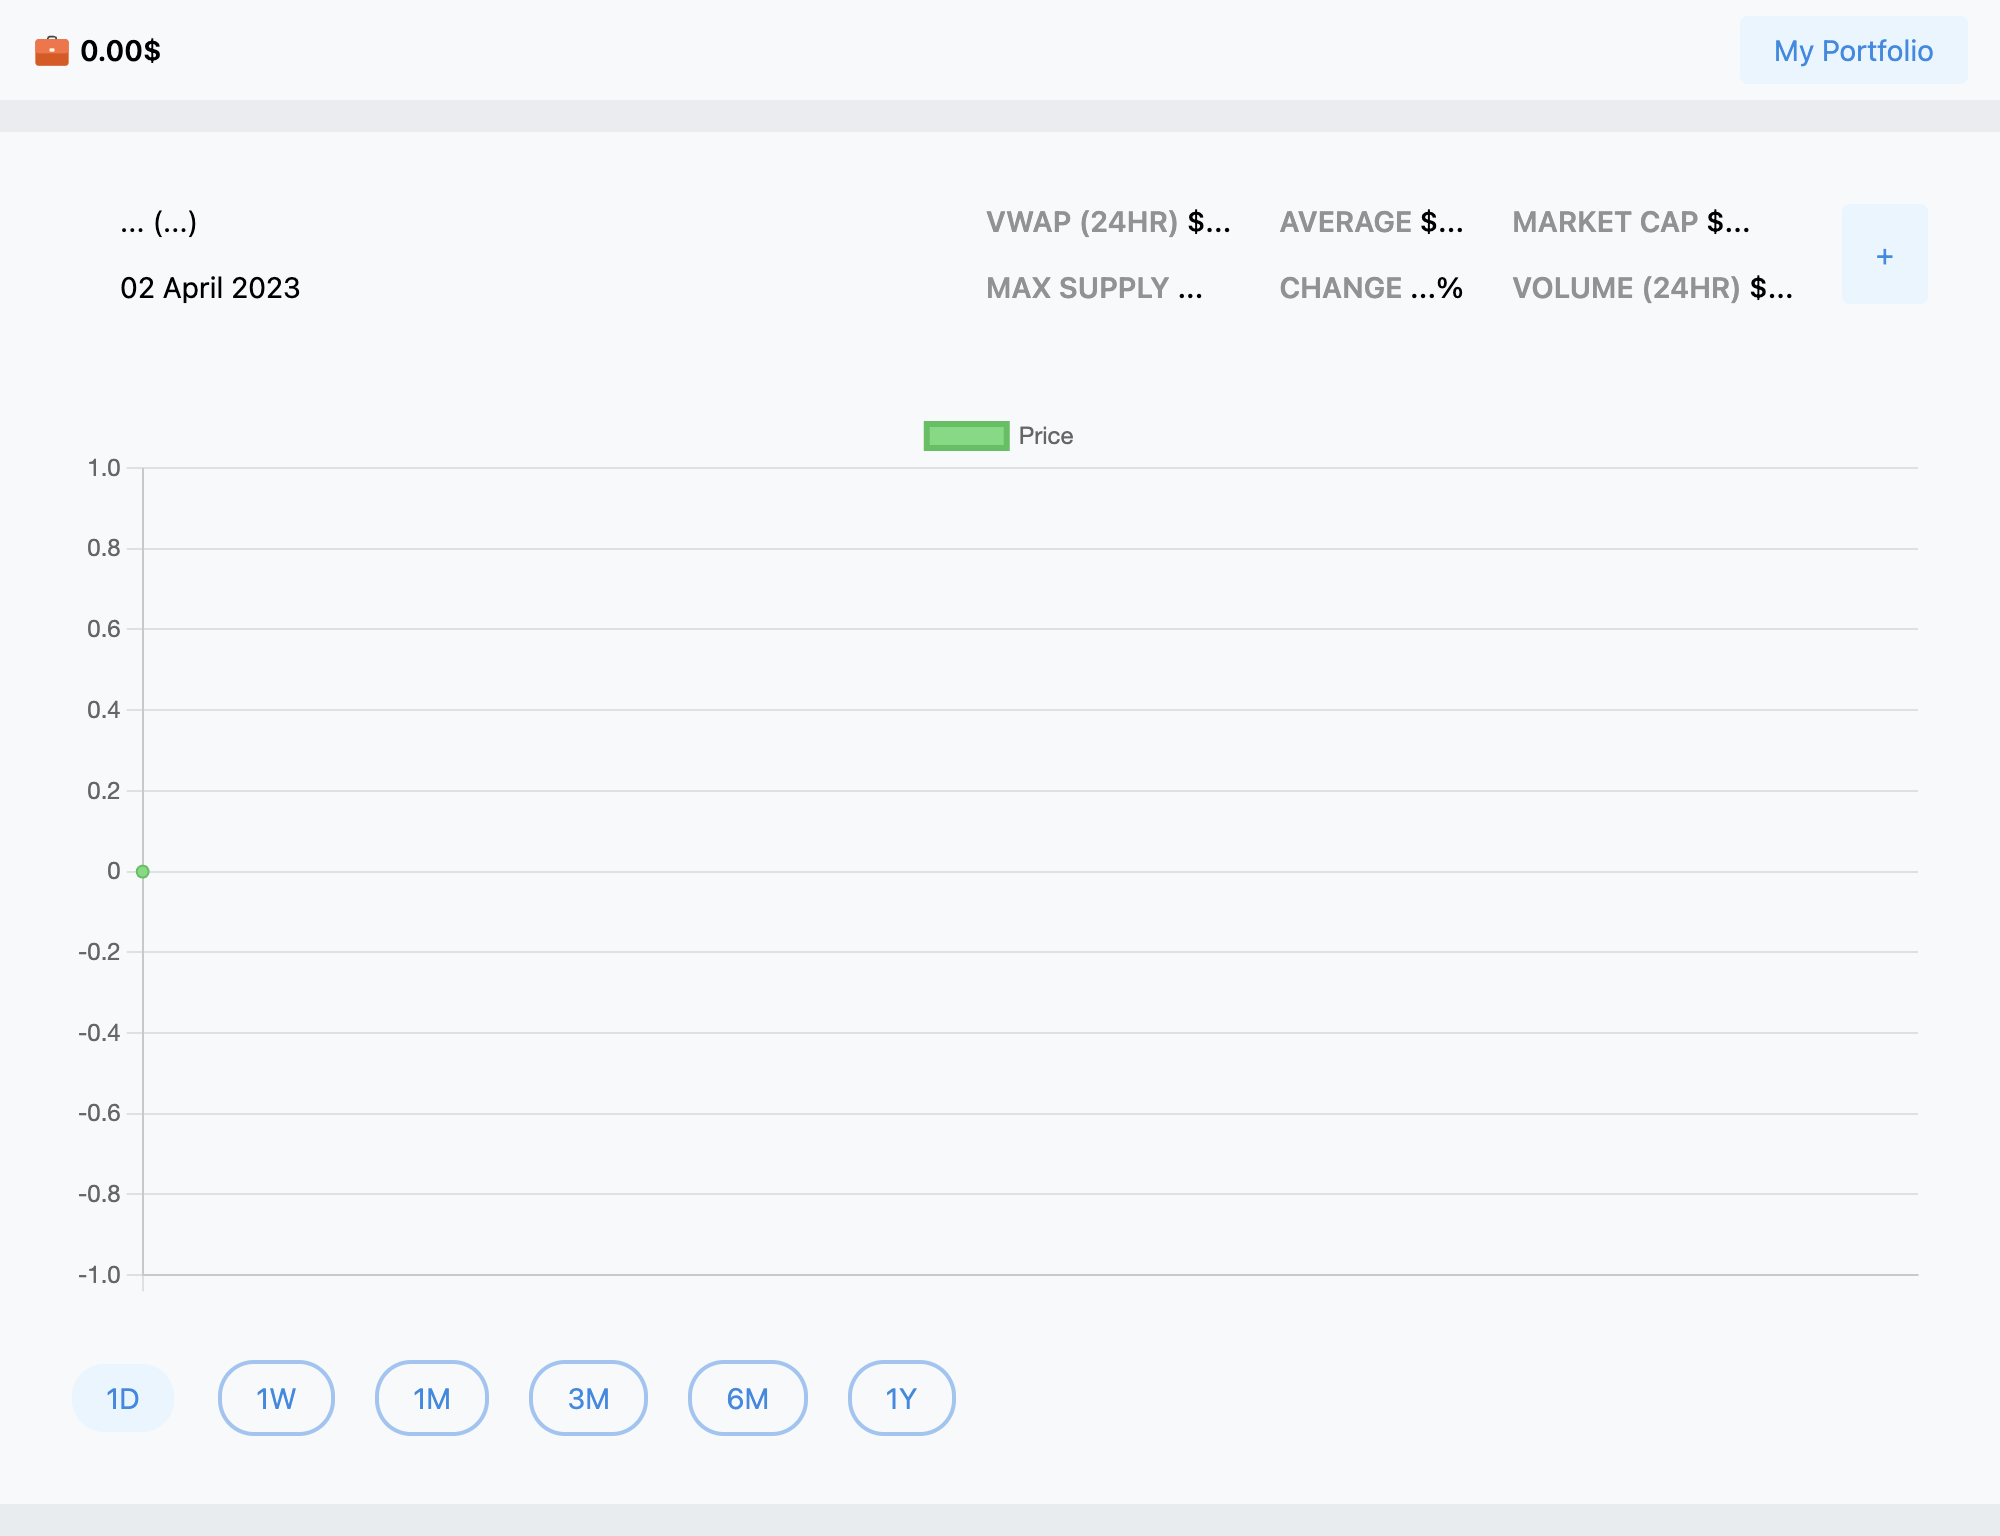 0.00$
My Portfolio
... (...)
VWAP (24HR) $...
AVERAGE $...
MARKET CAP $...
+
02 April 2023
MAX SUPPLY ...
CHANGE ...%
VOLUME (24HR) $...
Price
1.0
0.8
0.6
0.4
0.2
0
-0.2
-0.4
-0.6
-0.8
-1.0
1D
1W
1M
3M
6M
1Y